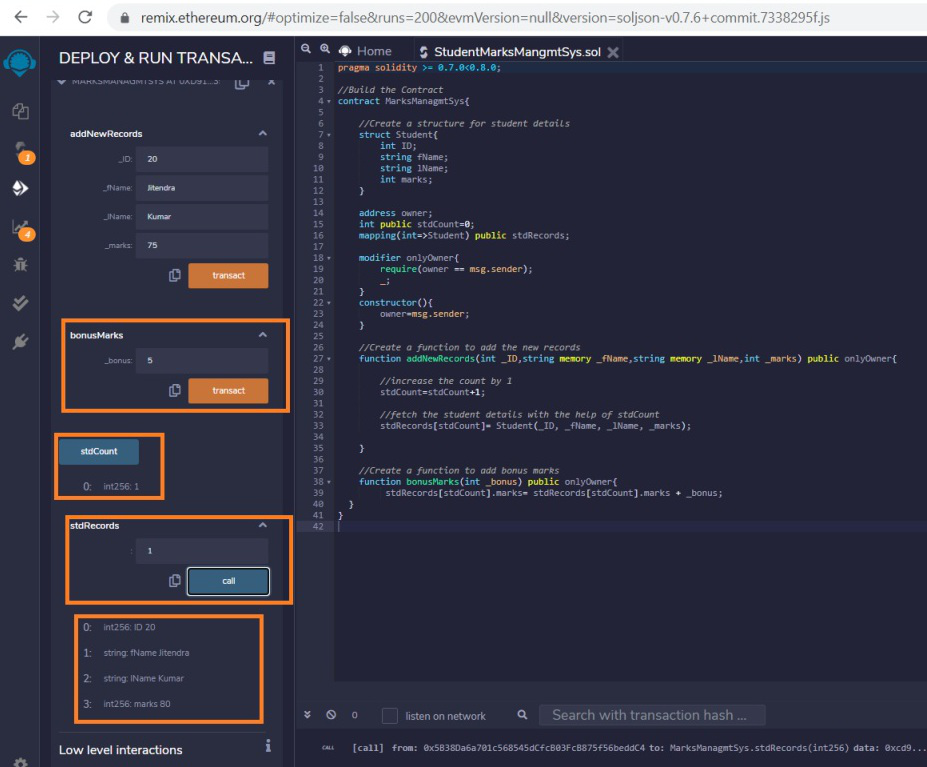 remix.ethereum.org/#optimize=false&runs=200&evmVersion=null&version=soljson-v0.7.6+commit.7338295f.js
DEPLOY & RUN TRANSA...
MARKSMANAGMTSYS AT 0XD91...3:
addNewRecords
_ID: 20
_fName: Jitendra
_lName: Kumar
_marks: 75
transact
bonusMarks
_bonus: 5
transact
stdCount
0: int256: 1
stdRecords
: 1
call
0: int256: ID 20
1: string: fName Jitendra
2: string: lName Kumar
3: int256: marks 80
Low level interactions
1
4
Home StudentMarksMangmtSys.sol
1 pragma solidity >= 0.7.0<0.8.0;
2
3 //Build the Contract
4 contract MarksManagmtSys{
5
6 //Create a structure for student details
7 struct Student{
8 int ID;
9 string fName;
10 string lName;
11 int marks;
12 }
13
14 address owner;
15 int public stdCount=0;
16 mapping(int=>Student) public stdRecords;
17
18 modifier onlyOwner{
19 require(owner == msg.sender);
20 _;
21 }
22 constructor(){
23 owner=msg.sender;
24 }
25
26 //Create a function to add the new records
27 function addNewRecords(int _ID,string memory _fName,string memory _lName,int _marks) public onlyOwner{
28
29 //increase the count by 1
30 stdCount=stdCount+1;
31
32 //fetch the student details with the help of stdCount
33 stdRecords[stdCount]= Student(_ID, _fName, _lName, _marks);
34
35 }
36
37 //Create a function to add bonus marks
38 function bonusMarks(int _bonus) public onlyOwner{
39 stdRecords[stdCount].marks= stdRecords[stdCount].marks + _bonus;
40 }
41 }
42
0 listen on network Search with transaction hash ...
CALL [call] from: 0x5B38Da6a701c568545dCfcB03FcB875f56beddC4 to: MarksManagmtSys.stdRecords(int256) data: 0xcd9...